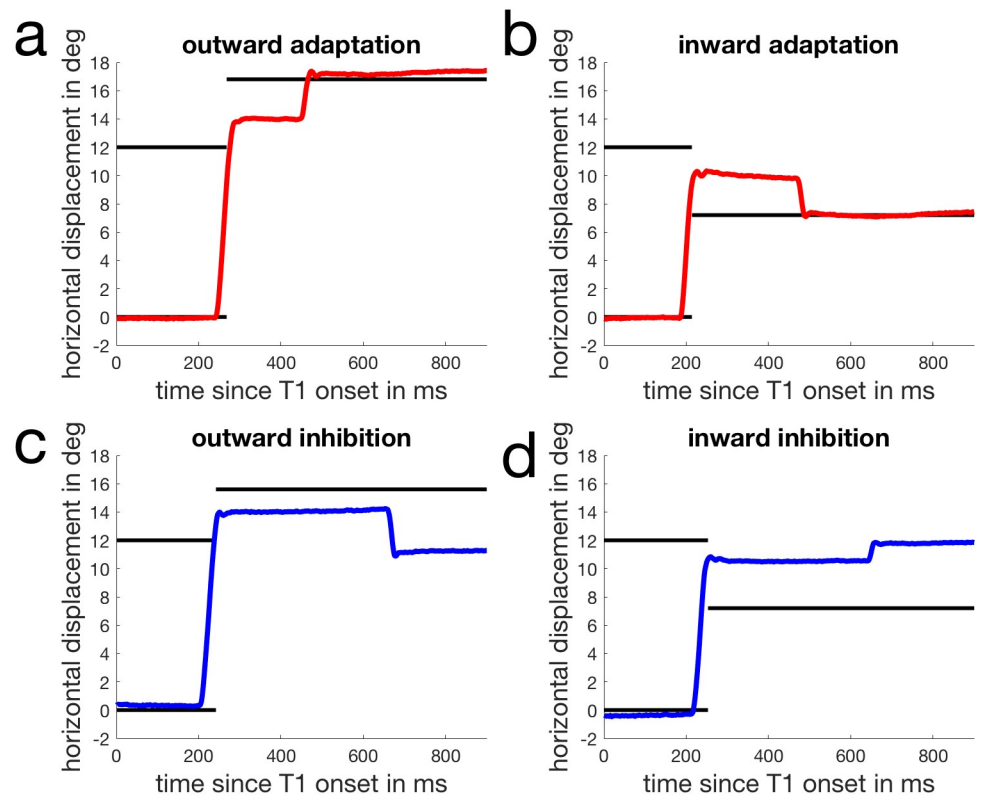 a
outward adaptation
horizontal displacement in deg
18
16
14
12
10
8
6
4
2
0
-2
0 200 400 600 800
time since T1 onset in ms
b
inward adaptation
horizontal displacement in deg
18
16
14
12
10
8
6
4
2
0
-2
0 200 400 600 800
time since T1 onset in ms
c
outward inhibition
horizontal displacement in deg
18
16
14
12
10
8
6
4
2
0
-2
0 200 400 600 800
time since T1 onset in ms
d
inward inhibition
horizontal displacement in deg
18
16
14
12
10
8
6
4
2
0
-2
0 200 400 600 800
time since T1 onset in ms